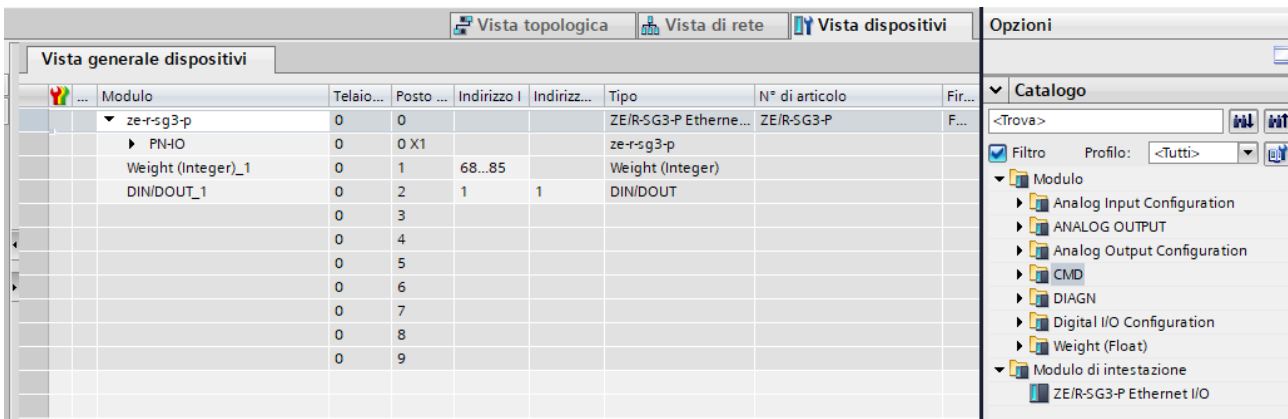 Vista topologica Vista di rete Vista dispositivi Opzioni
Vista generale dispositivi
... Modulo Telaio... Posto ... Indirizzo I Indirizz... Tipo N° di articolo Fir...
ze-r-sg3-p 0 0 ZE/R-SG3-P Etherne... ZE/R-SG3-P F...
PN-IO 0 0 X1 ze-r-sg3-p
Weight (Integer)_1 0 1 68...85 Weight (Integer)
DIN/DOUT_1 0 2 1 1 DIN/DOUT
0 3
0 4
0 5
0 6
0 7
0 8
0 9
Catalogo
<Trova>
Filtro Profilo: <Tutti>
Modulo
Analog Input Configuration
ANALOG OUTPUT
Analog Output Configuration
CMD
DIAGN
Digital I/O Configuration
Weight (Float)
Modulo di intestazione
ZE/R-SG3-P Ethernet I/O